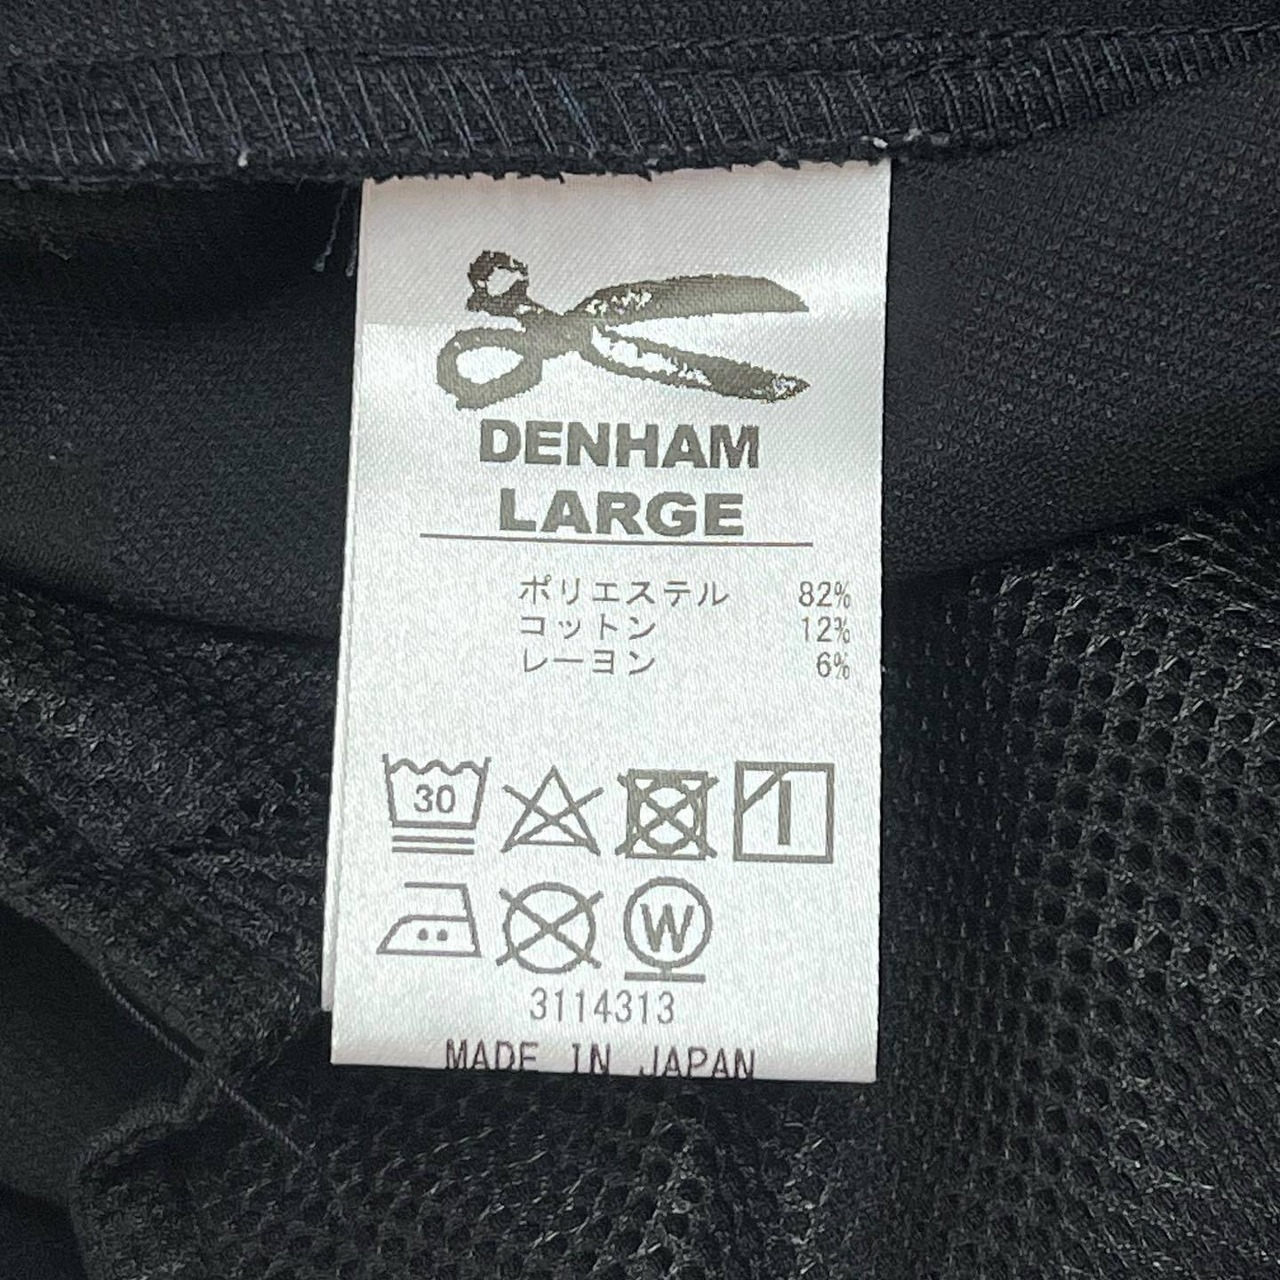 DENHAM
LARGE
ポリエステル 82%
コットン 12%
レーヨン 6%
30
W
3114313
MADE IN JAPAN